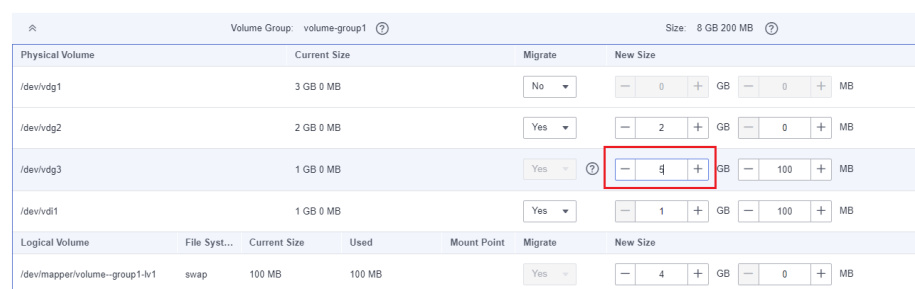 Volume Group: volume-group1 ? Size: 8 GB 200 MB ?
Physical Volume Current Size Migrate New Size
/dev/vdg1 3 GB 0 MB No − 0 + GB − 0 + MB
/dev/vdg2 2 GB 0 MB Yes − 2 + GB − 0 + MB
/dev/vdg3 1 GB 0 MB Yes ? − 5 + GB − 100 + MB
/dev/vdi1 1 GB 0 MB Yes − 1 + GB − 100 + MB
Logical Volume File Syst... Current Size Used Mount Point Migrate New Size
/dev/mapper/volume--group1-lv1 swap 100 MB 100 MB Yes − 4 + GB − 0 + MB